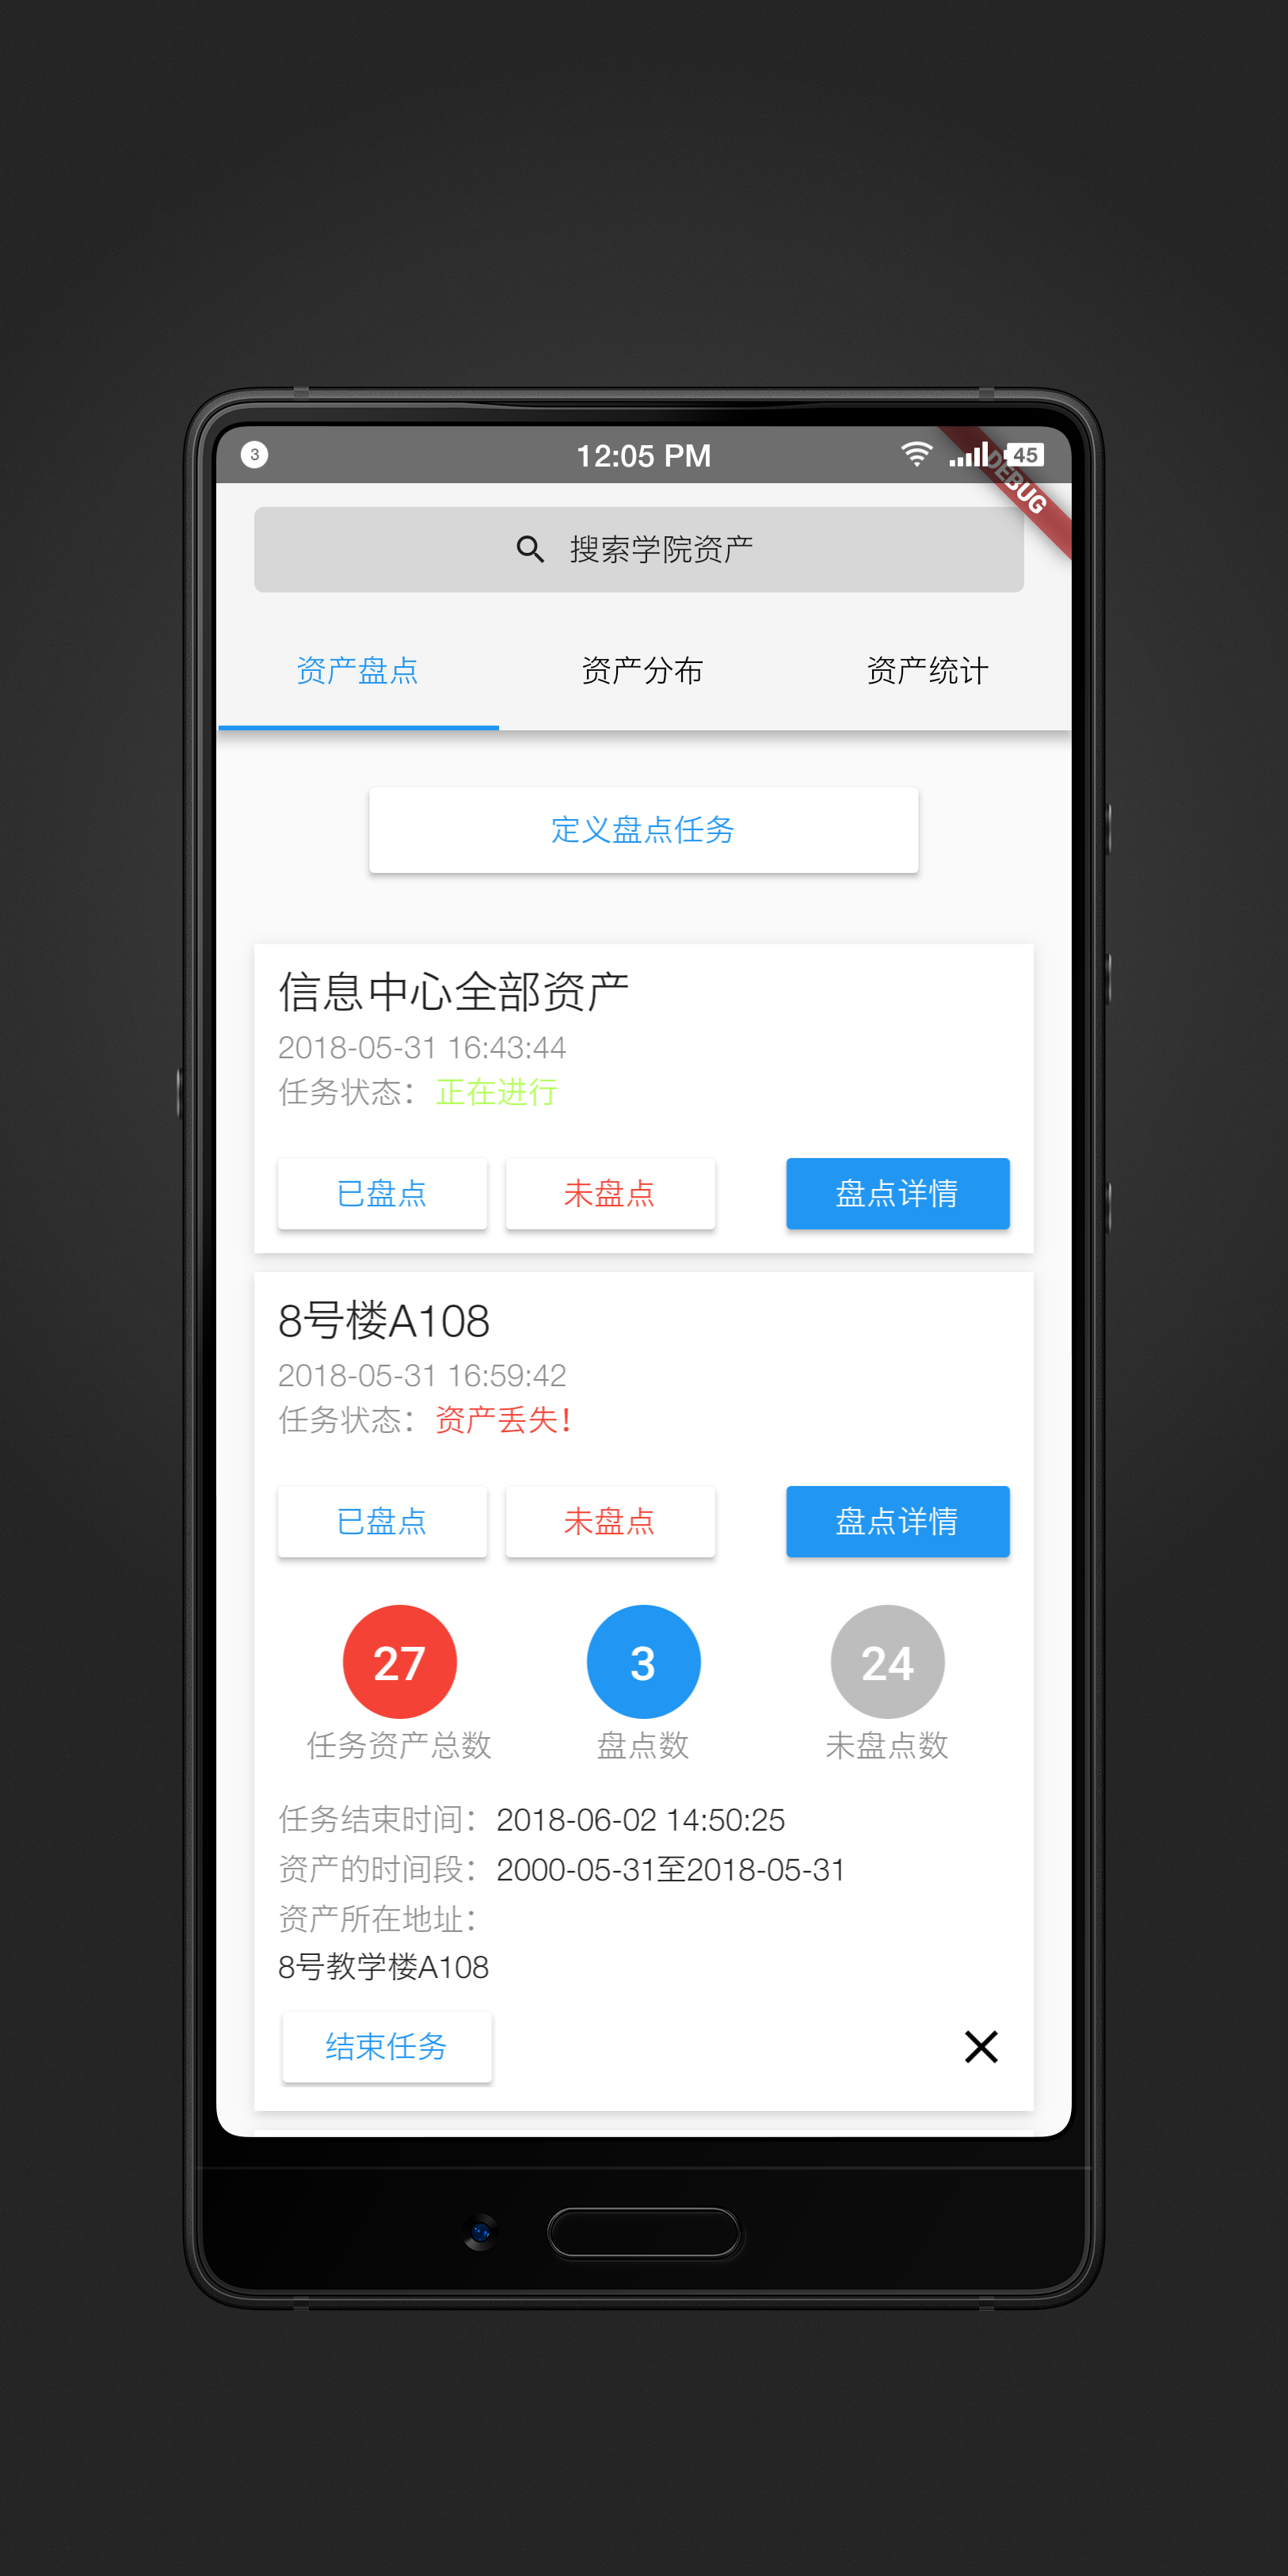 3 12:05 PM 45
DEBUG
搜索学院资产
资产盘点 资产分布 资产统计
定义盘点任务
信息中心全部资产
2018-05-31 16:43:44
任务状态：正在进行
已盘点 未盘点 盘点详情
8号楼A108
2018-05-31 16:59:42
任务状态：资产丢失！
已盘点 未盘点 盘点详情
27 3 24
任务资产总数 盘点数 未盘点数
任务结束时间：2018-06-02 14:50:25
资产的时间段：2000-05-31至2018-05-31
资产所在地址：
8号教学楼A108
结束任务